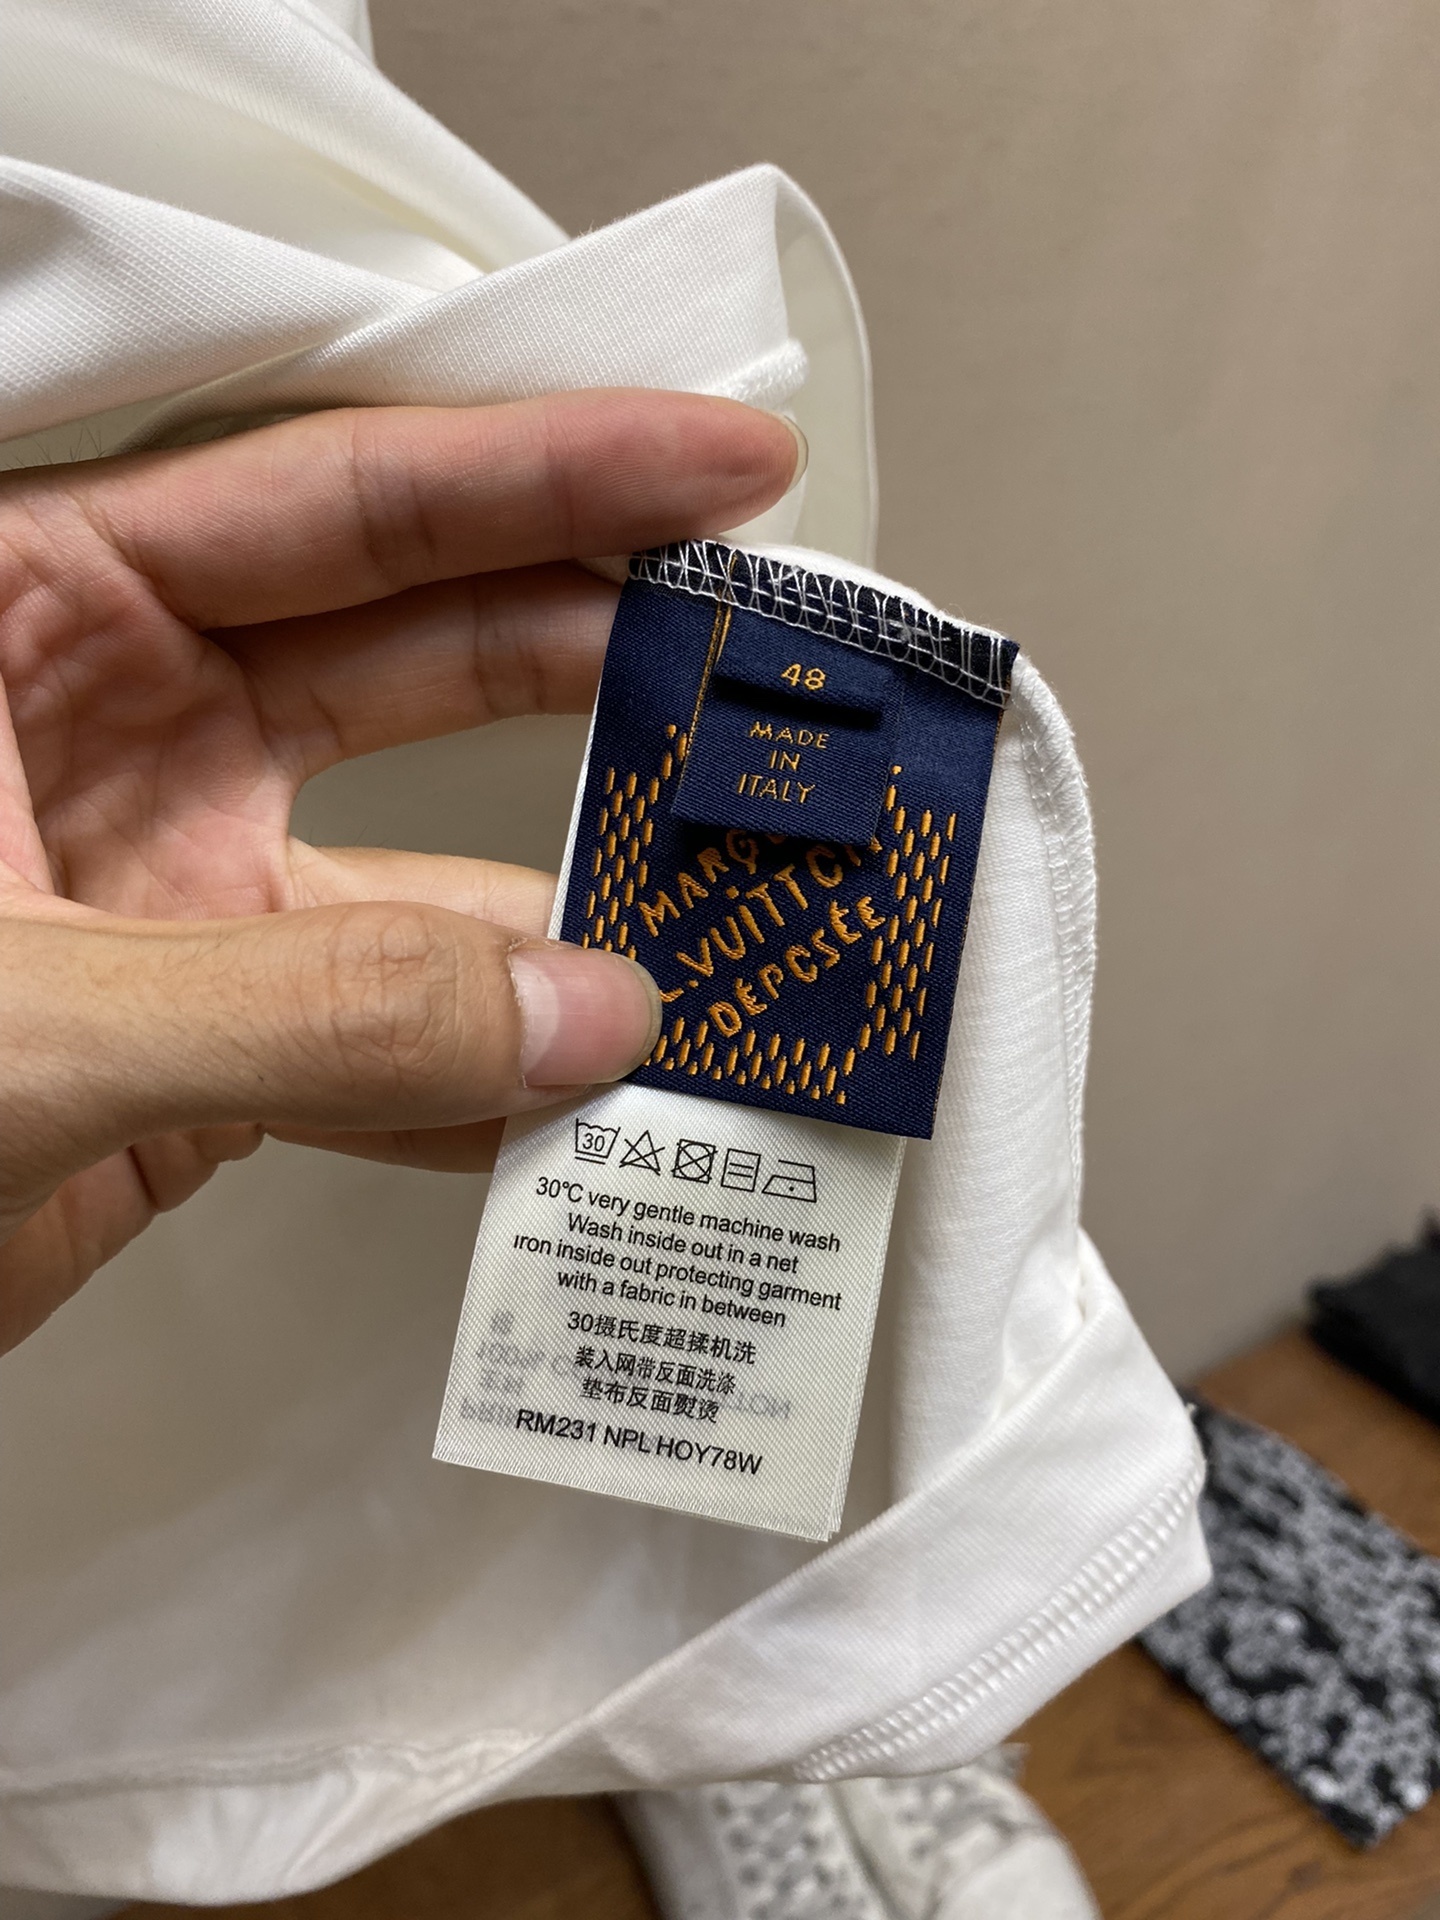 48
MADE
IN
ITALY
L.VUITTON
DÉPOSÉE
30
30°C very gentle machine wash
Wash inside out in a net
Iron inside out protecting garment
with a fabric in between
30摄氏度超揉机洗
装入网带反面洗涤
垫布反面熨烫
RM231 NPL HOY78W